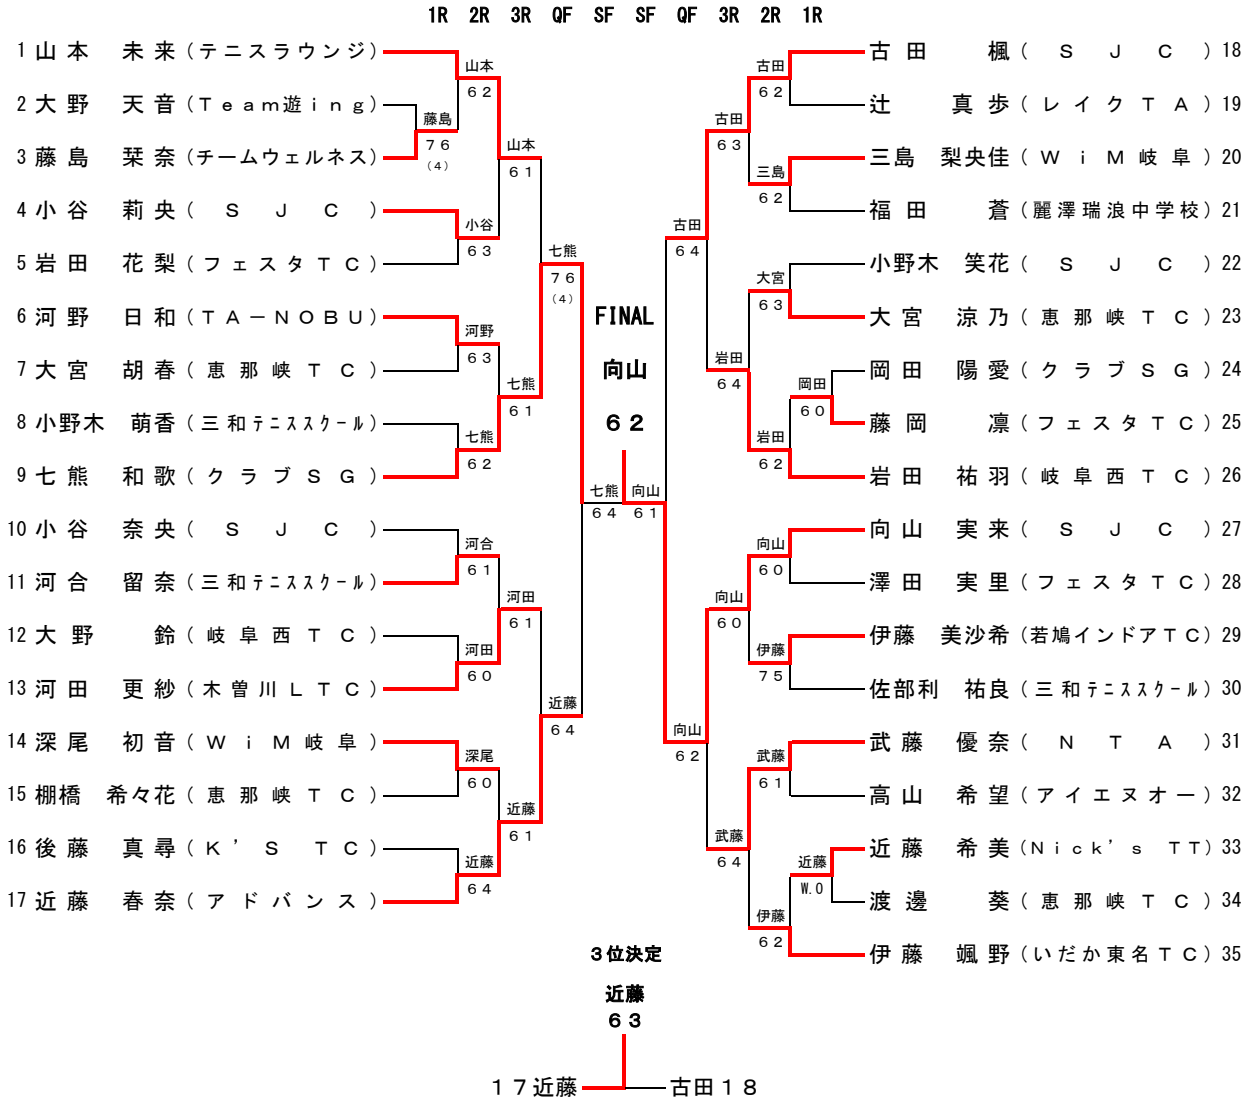 1R 2R 3R QF SF SF QF 3R 2R 1R
1 山本 未来 (テニスラウンジ)
2 大野 天音 (Team遊ing)
3 藤島 栞奈 (チームウェルネス)
4 小谷 莉央 (SJC)
5 岩田 花梨 (フェスタTC)
6 河野 日和 (TA-NOBU)
7 大宮 胡春 (恵那峡TC)
8 小野木 萌香 (三和テニススクール)
9 七熊 和歌 (クラブSG)
10 小谷 奈央 (SJC)
11 河合 留奈 (三和テニススクール)
12 大野 鈴 (岐阜西TC)
13 河田 更紗 (木曽川LTC)
14 深尾 初音 (WiM岐阜)
15 棚橋 希々花 (恵那峡TC)
16 後藤 真尋 (K'S TC)
17 近藤 春奈 (アドバンス)
藤島
76
(4)
山本
62
小谷
63
河野
63
七熊
62
河合
61
河田
60
深尾
60
近藤
64
山本
61
七熊
61
河田
61
近藤
61
七熊
76
(4)
近藤
64
七熊
64
FINAL
向山
62
向山
61
古田
64
向山
62
古田
63
岩田
64
向山
60
武藤
64
古田
62
三島
62
大宮
63
岩田
62
向山
60
伊藤
75
武藤
61
伊藤
62
岡田
60
近藤
W.O
古田 楓 (SJC) 18
辻 真歩 (レイクTA) 19
三島 梨央佳 (WiM岐阜) 20
福田 蒼 (麗澤瑞浪中学校) 21
小野木 笑花 (SJC) 22
大宮 涼乃 (恵那峡TC) 23
岡田 陽愛 (クラブSG) 24
藤岡 凛 (フェスタTC) 25
岩田 祐羽 (岐阜西TC) 26
向山 実来 (SJC) 27
澤田 実里 (フェスタTC) 28
伊藤 美沙希 (若鳩インドアTC) 29
佐部利 祐良 (三和テニススクール) 30
武藤 優奈 (NTA) 31
高山 希望 (アイエヌオー) 32
近藤 希美 (Nick's TT) 33
渡邊 葵 (恵那峡TC) 34
伊藤 颯野 (いだか東名TC) 35
3位決定
近藤
63
17近藤 古田18